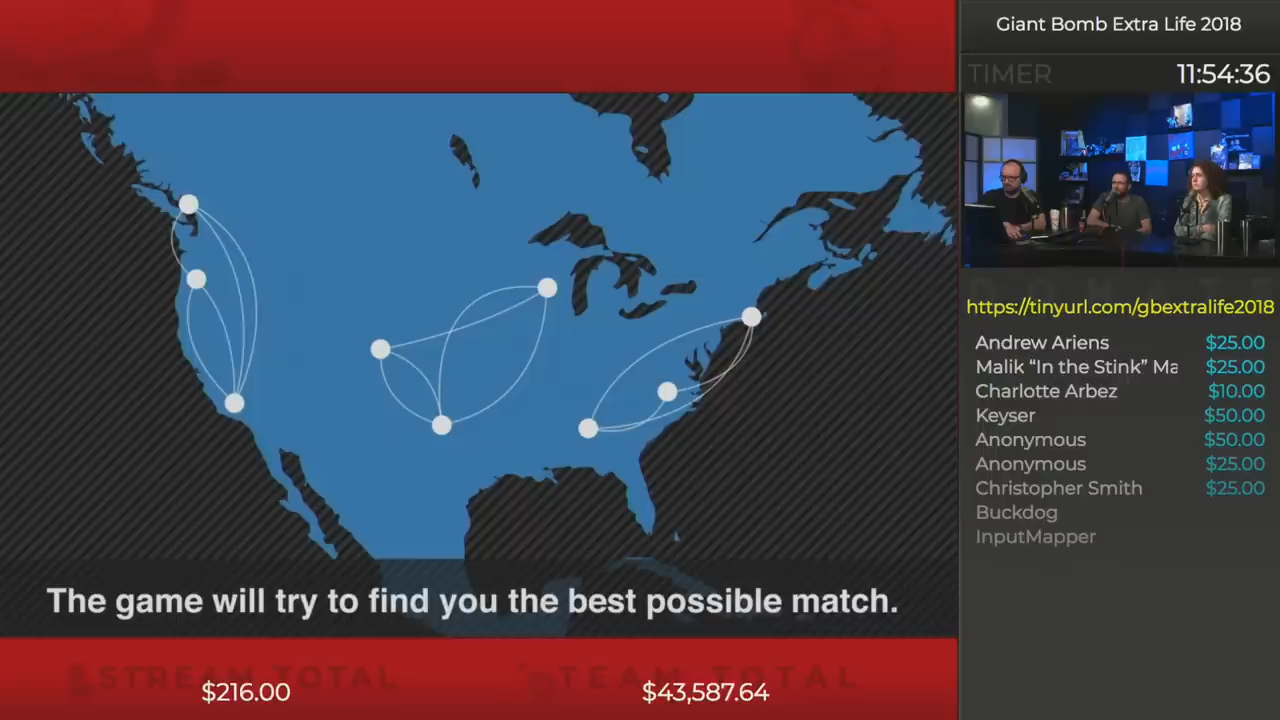 Giant Bomb Extra Life 2018
TIMER
11:54:36
DONATE
https://tinyurl.com/gbextralife2018
Andrew Ariens $25.00
Malik “In the Stink” Ma $25.00
Charlotte Arbez $10.00
Keyser $50.00
Anonymous $50.00
Anonymous $25.00
Christopher Smith $25.00
Buckdog
InputMapper
The game will try to find you the best possible match.
STREAM TOTAL
TEAM TOTAL
$216.00
$43,587.64